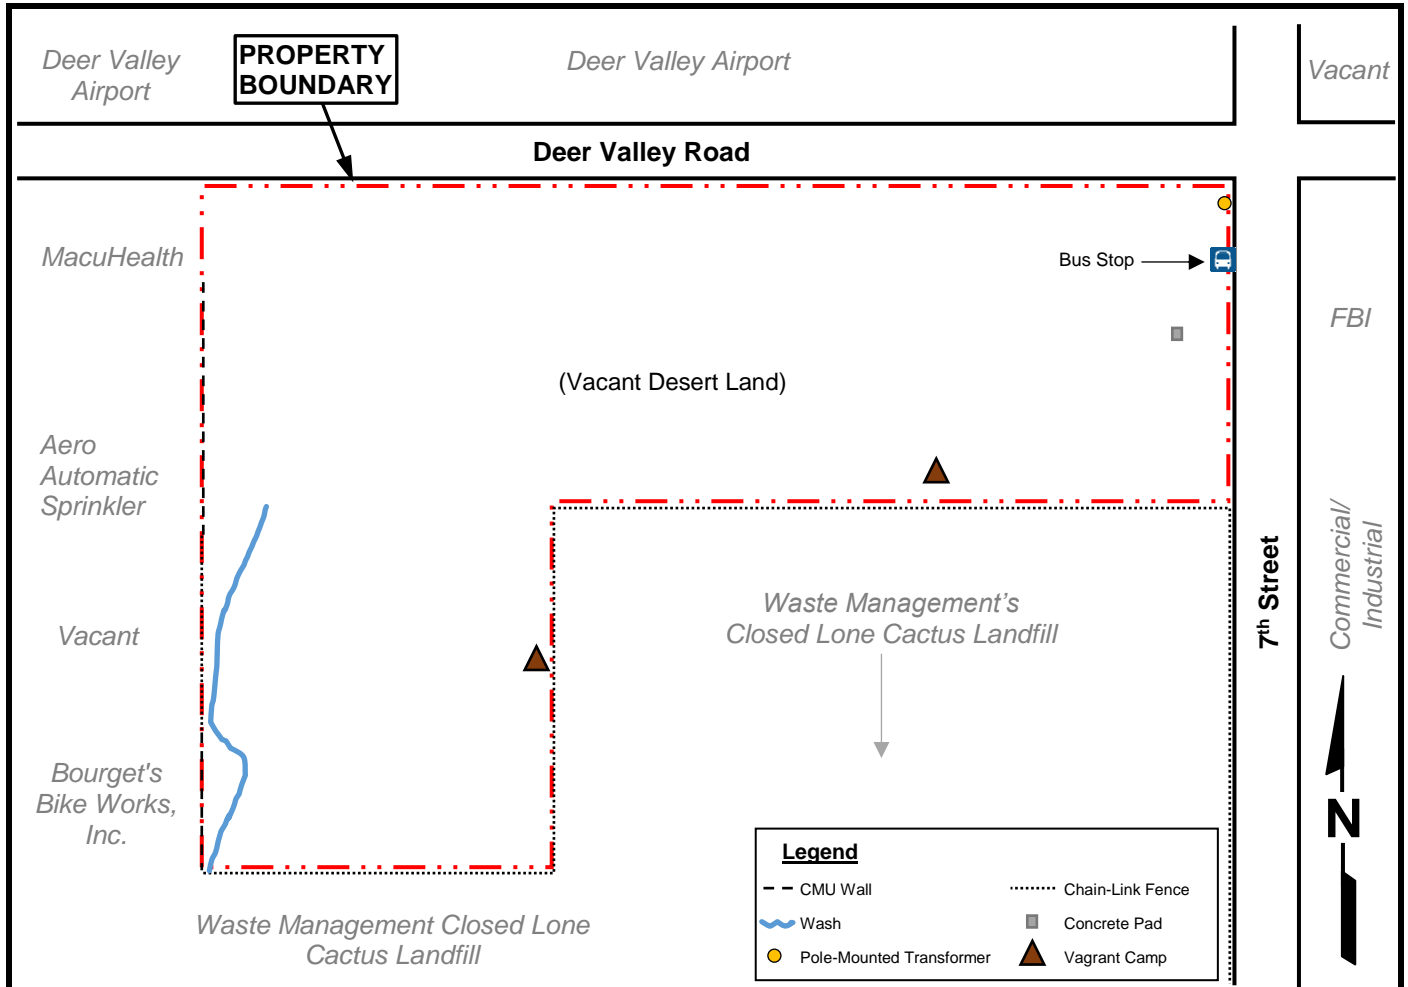 Deer Valley
Airport
PROPERTY
BOUNDARY
Deer Valley Airport
Vacant
Deer Valley Road
MacuHealth
Bus Stop
FBI
(Vacant Desert Land)
Aero
Automatic
Sprinkler
Commercial/
Industrial
7th Street
Waste Management’s
Closed Lone Cactus Landfill
Vacant
Bourget's
Bike Works,
Inc.
N
Waste Management Closed Lone
Cactus Landfill
Legend
CMU Wall
Chain-Link Fence
Wash
Concrete Pad
Pole-Mounted Transformer
Vagrant Camp